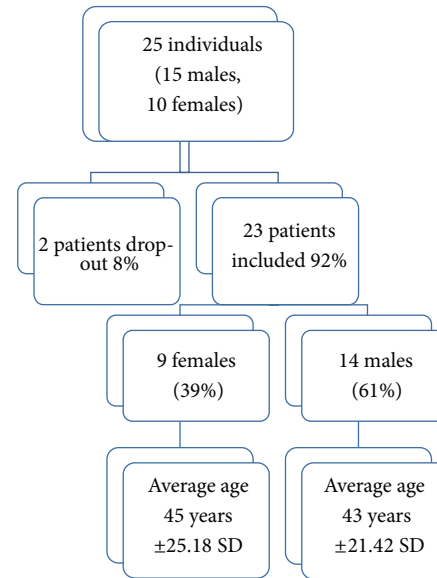 25 individuals
(15 males,
10 females)
2 patients drop-
out 8%
23 patients
included 92%
9 females
(39%)
14 males
(61%)
Average age
45 years
±25.18 SD
Average age
43 years
±21.42 SD